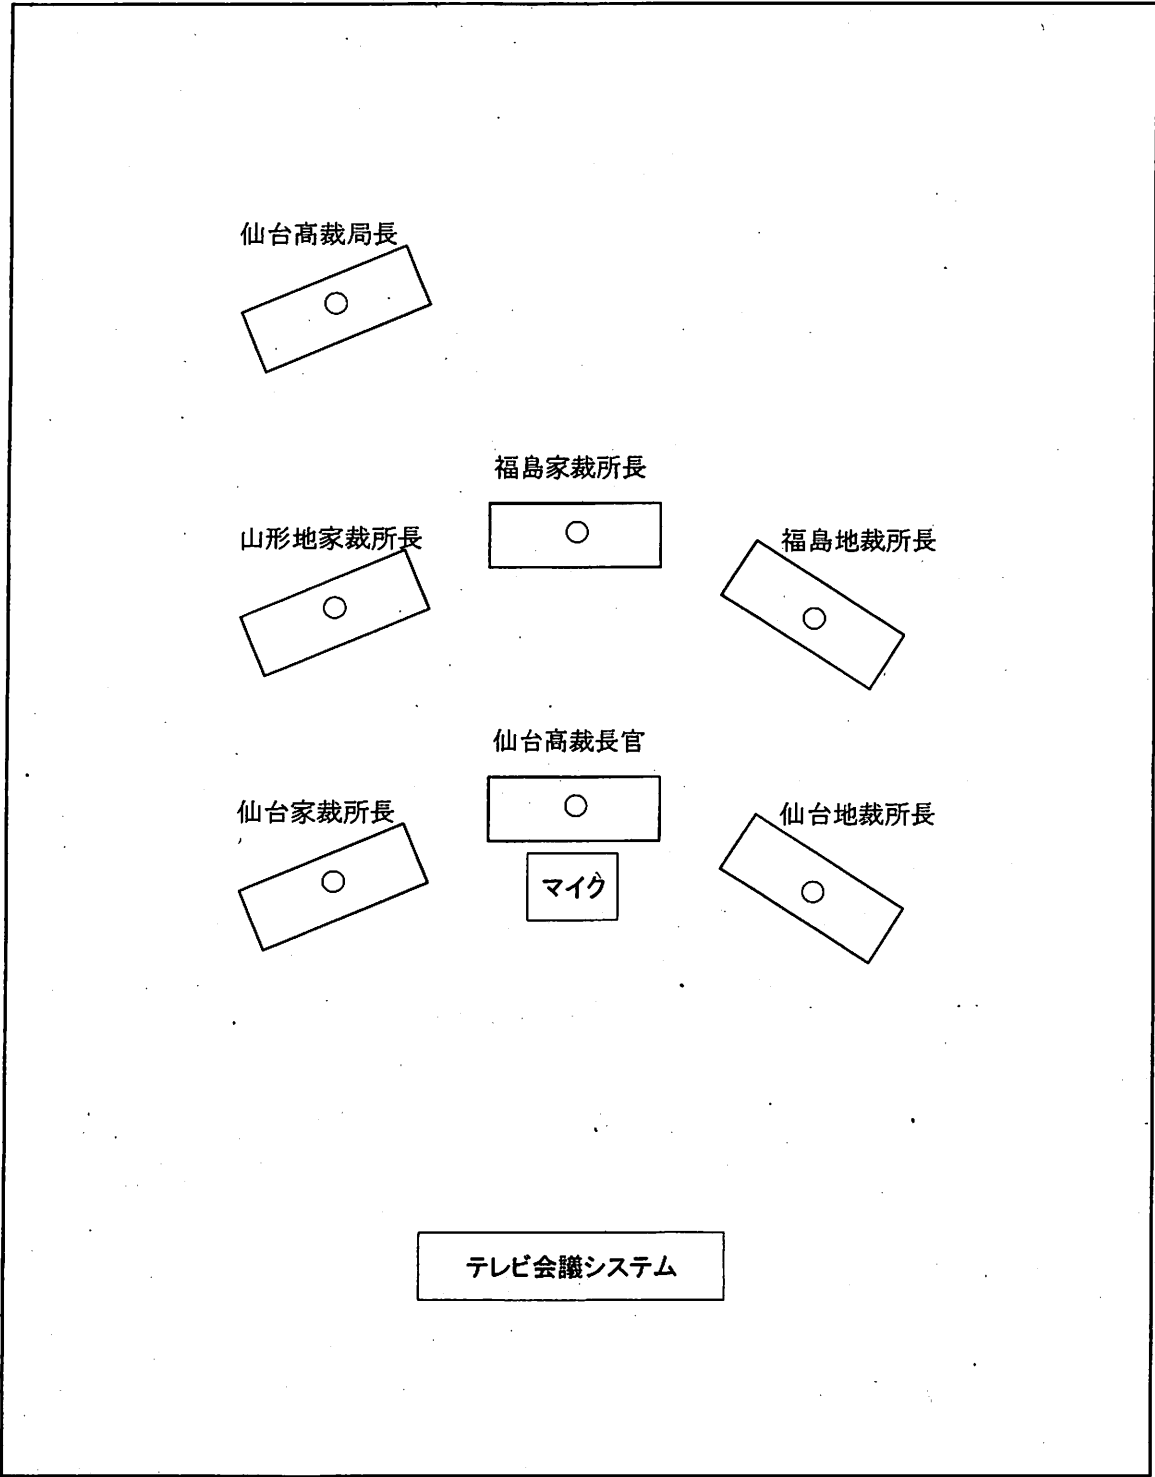 仙台高裁局長
福島家裁所長
山形地家裁所長
福島地裁所長
仙台高裁長官
仙台家裁所長
仙台地裁所長
マイク
テレビ会議システム